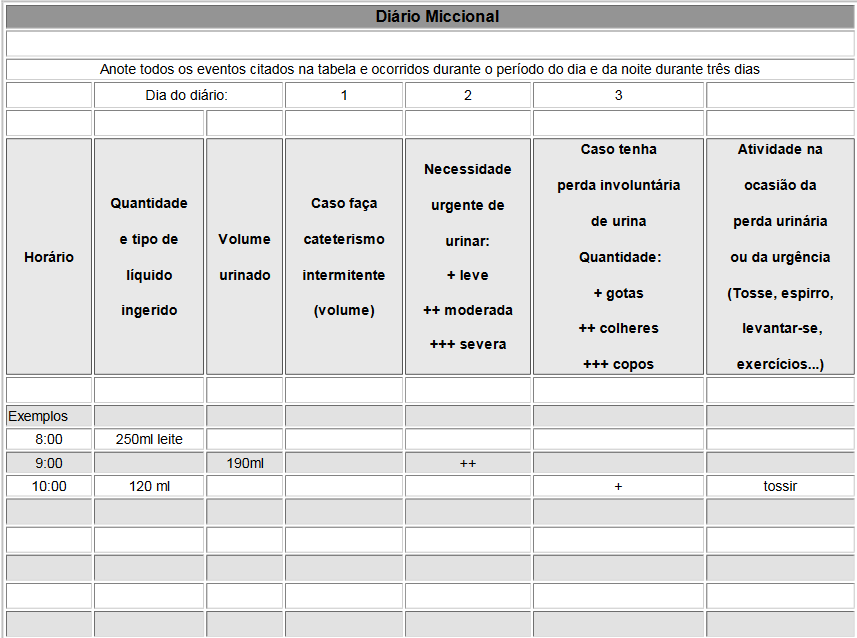 Diário Miccional
Anote todos os eventos citados na tabela e ocorridos durante o período do dia e da noite durante três dias
Dia do diário: 1 2 3
Horário
Quantidade
e tipo de
líquido
ingerido
Volume
urinado
Caso faça
cateterismo
intermitente
(volume)
Necessidade
urgente de
urinar:
+ leve
++ moderada
+++ severa
Caso tenha
perda involuntária
de urina
Quantidade:
+ gotas
++ colheres
+++ copos
Atividade na
ocasião da
perda urinária
ou da urgência
(Tosse, espirro,
levantar-se,
exercícios...)
Exemplos
8:00 250ml leite
9:00 190ml ++
10:00 120 ml + tossir